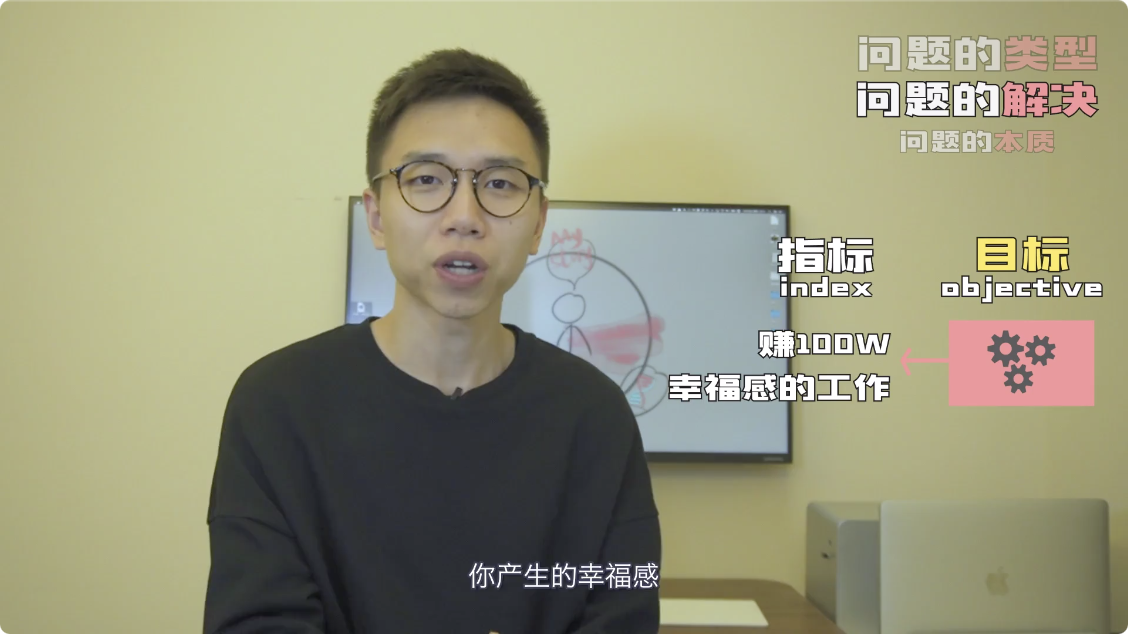 问题的类型
问题的解决
问题的本质
指标
index
目标
objective
赚100W
幸福感的工作
你产生的幸福感